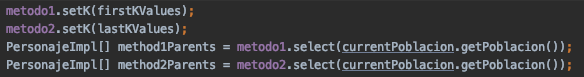 metodo1.setK(firstKValues);
metodo2.setK(lastKValues);
PersonajeImpl[] method1Parents = metodo1.select(currentPoblacion.getPoblacion());
PersonajeImpl[] method2Parents = metodo2.select(currentPoblacion.getPoblacion());